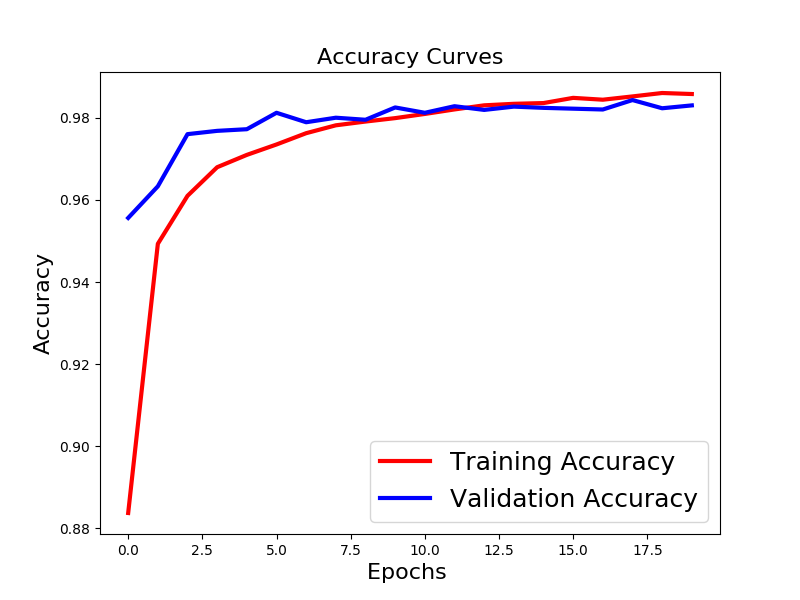 Accuracy Curves
Accuracy
0.98
0.96
0.94
0.92
0.90
0.88
0.0 2.5 5.0 7.5 10.0 12.5 15.0 17.5
Epochs
Training Accuracy
Validation Accuracy